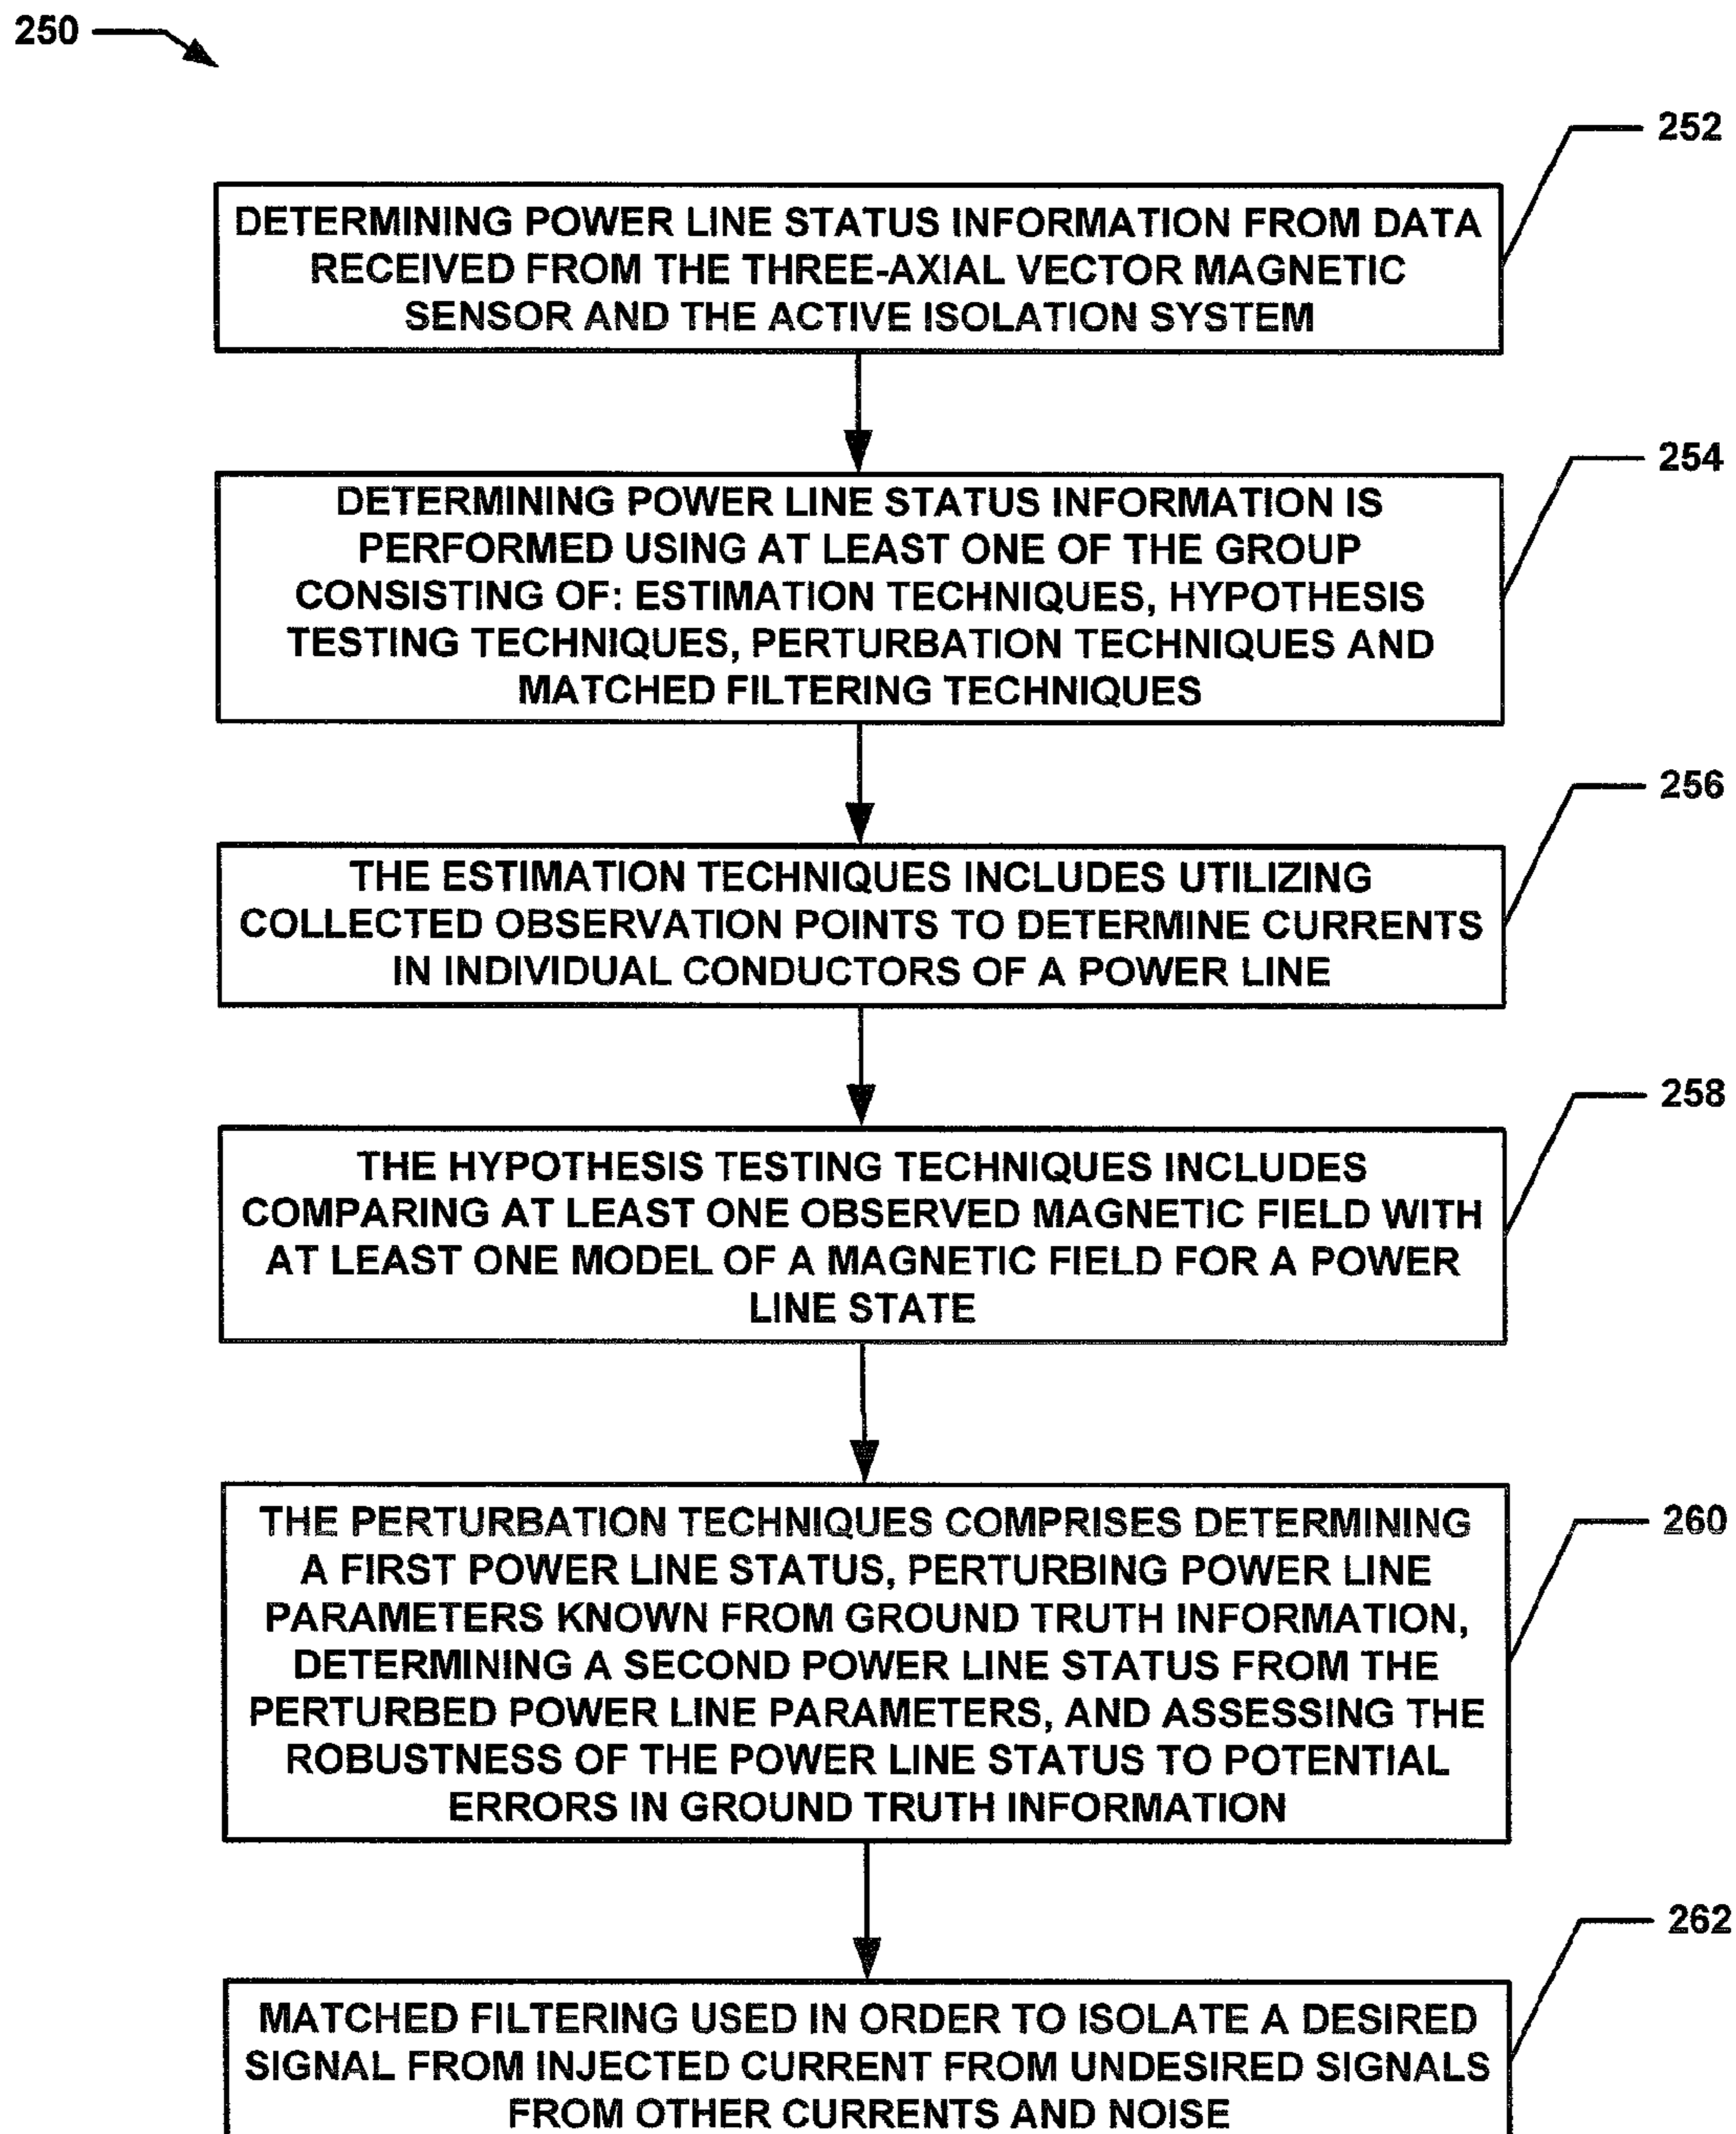 250
252
DETERMINING POWER LINE STATUS INFORMATION FROM DATA
RECEIVED FROM THE THREE-AXIAL VECTOR MAGNETIC
SENSOR AND THE ACTIVE ISOLATION SYSTEM
254
DETERMINING POWER LINE STATUS INFORMATION IS
PERFORMED USING AT LEAST ONE OF THE GROUP
CONSISTING OF: ESTIMATION TECHNIQUES, HYPOTHESIS
TESTING TECHNIQUES, PERTURBATION TECHNIQUES AND
MATCHED FILTERING TECHNIQUES
256
THE ESTIMATION TECHNIQUES INCLUDES UTILIZING
COLLECTED OBSERVATION POINTS TO DETERMINE CURRENTS
IN INDIVIDUAL CONDUCTORS OF A POWER LINE
258
THE HYPOTHESIS TESTING TECHNIQUES INCLUDES
COMPARING AT LEAST ONE OBSERVED MAGNETIC FIELD WITH
AT LEAST ONE MODEL OF A MAGNETIC FIELD FOR A POWER
LINE STATE
260
THE PERTURBATION TECHNIQUES COMPRISES DETERMINING
A FIRST POWER LINE STATUS, PERTURBING POWER LINE
PARAMETERS KNOWN FROM GROUND TRUTH INFORMATION,
DETERMINING A SECOND POWER LINE STATUS FROM THE
PERTURBED POWER LINE PARAMETERS, AND ASSESSING THE
ROBUSTNESS OF THE POWER LINE STATUS TO POTENTIAL
ERRORS IN GROUND TRUTH INFORMATION
262
MATCHED FILTERING USED IN ORDER TO ISOLATE A DESIRED
SIGNAL FROM INJECTED CURRENT FROM UNDESIRED SIGNALS
FROM OTHER CURRENTS AND NOISE